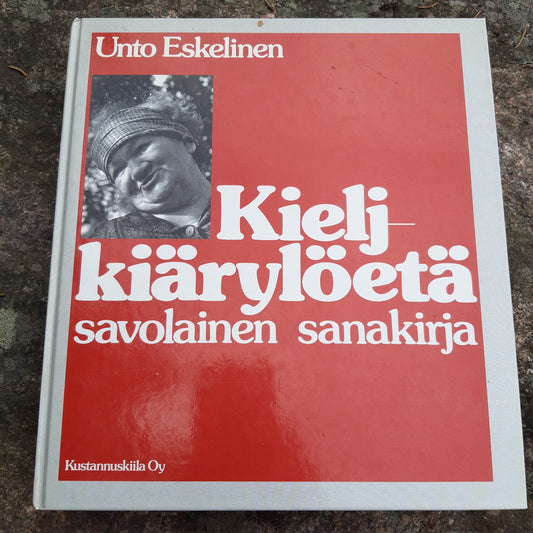 Unto Eskelinen
Kielj-
kiärylöetä
savolainen sanakirja
Kustannuskiila Oy